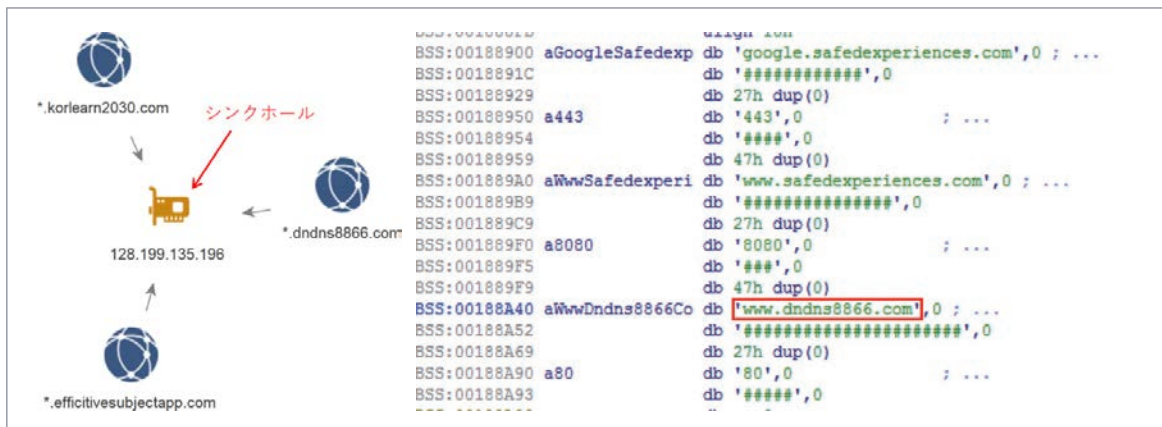 *.korlearn2030.com
シンクホール
*.dndns8866.com
128.199.135.196
*.efficitivesubjectapp.com
BSS:00188900 aGoogleSafedexp db 'google.safedexperiences.com',0 ; ...
BSS:0018891C db '############',0
BSS:00188929 db 27h dup(0)
BSS:00188950 a443 db '443',0 ; ...
BSS:00188954 db '####',0
BSS:00188959 db 47h dup(0)
BSS:001889A0 aWwwSafedexperi db 'www.safedexperiences.com',0 ; ...
BSS:001889B9 db '###############',0
BSS:001889C9 db 27h dup(0)
BSS:001889F0 a8080 db '8080',0 ; ...
BSS:001889F5 db '###',0
BSS:001889F9 db 47h dup(0)
BSS:00188A40 aWwwDndns8866Co db 'www.dndns8866.com',0 ; ...
BSS:00188A52 db '######################',0
BSS:00188A69 db 27h dup(0)
BSS:00188A90 a80 db '80',0 ; ...
BSS:00188A93 db '#####',0